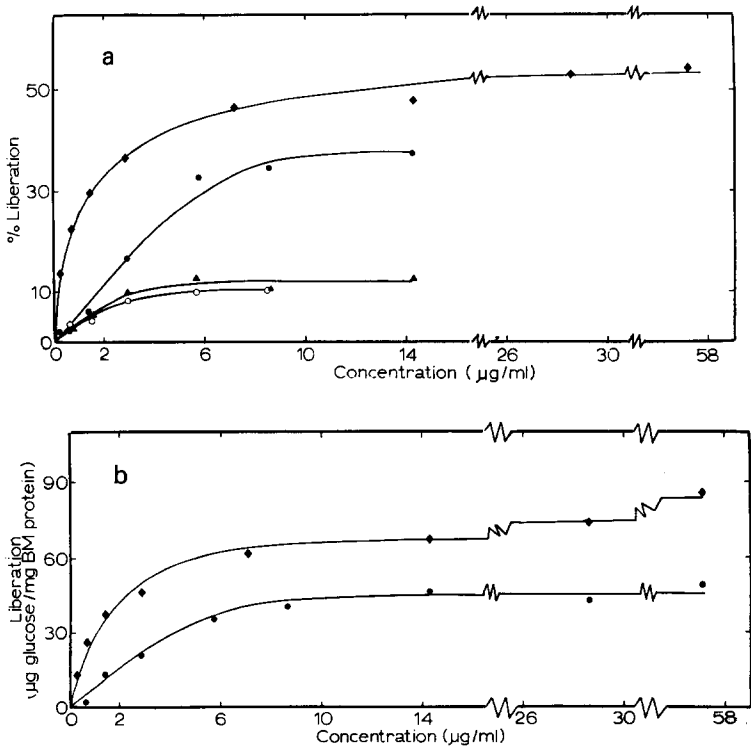 a
50
30
10
0
% Liberation
0 2 6 10 14 26 30 58
Concentration ( µg/ml)
b
90
60
30
0
Liberation
(µg glucose/mg BM protein)
0 2 6 10 14 26 30 58
Concentration (µg/ml)